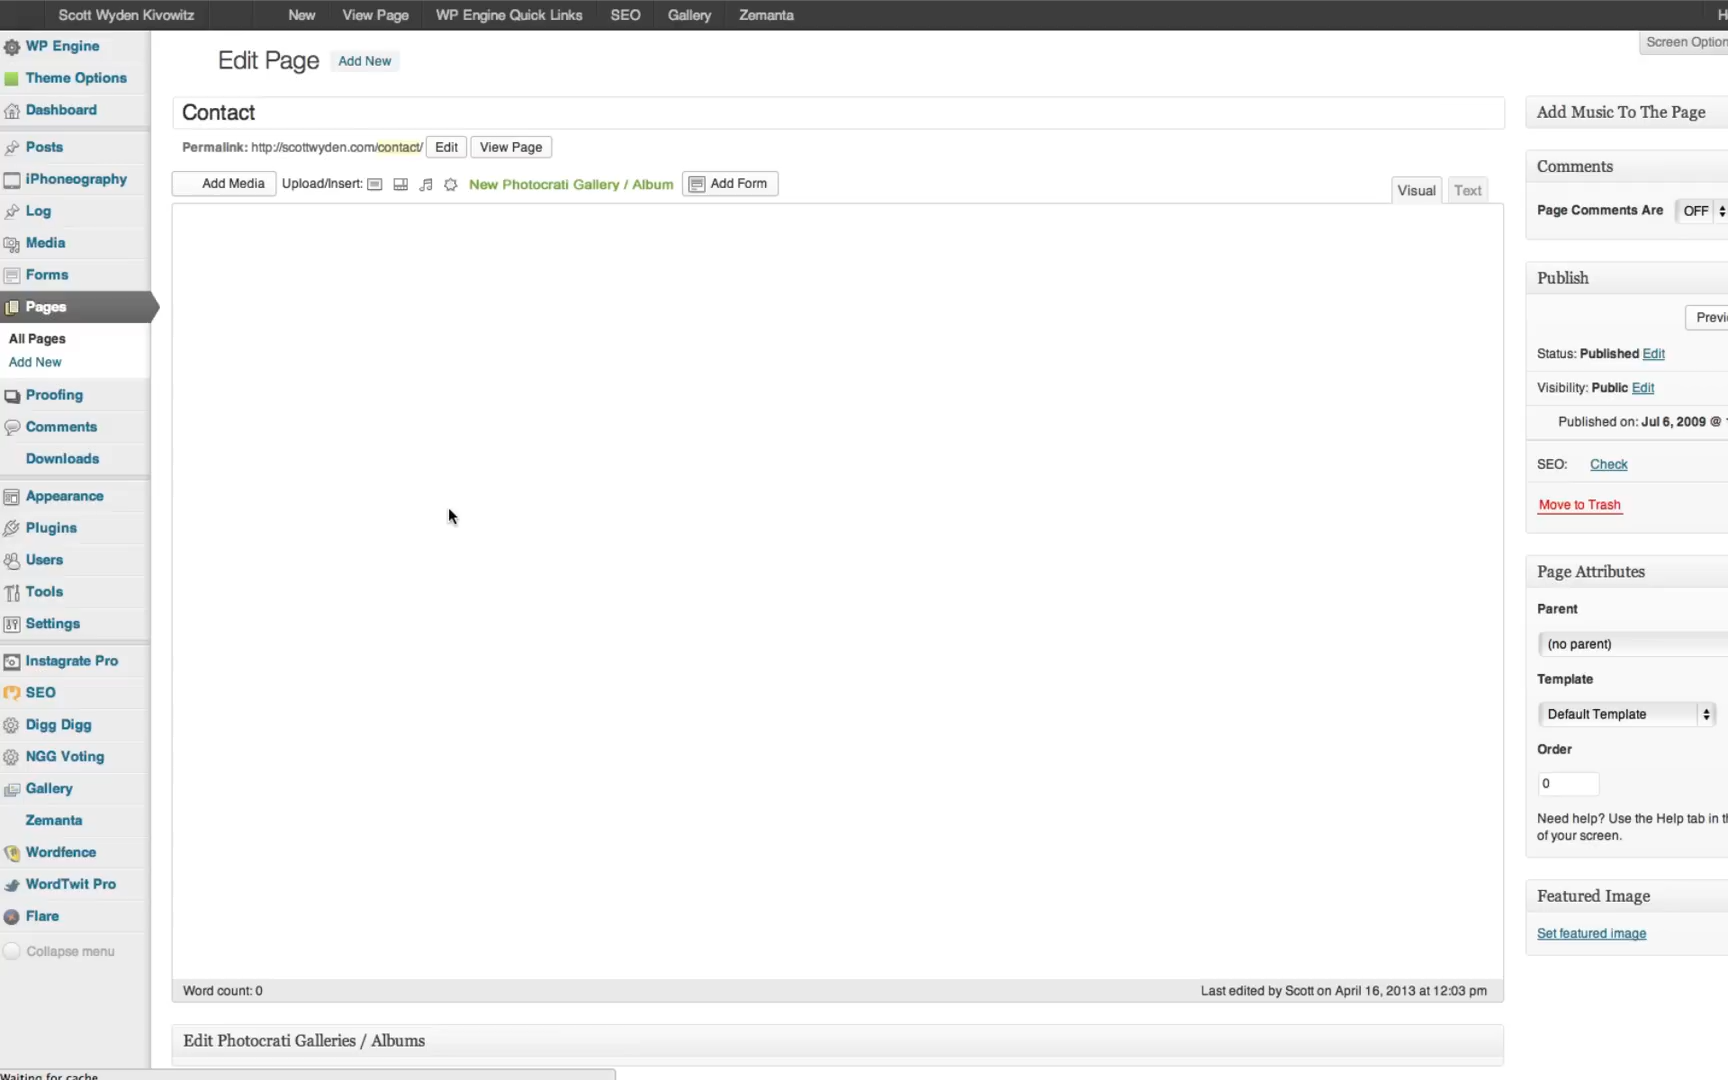 Scott Wyden Kivowitz New View Page WP Engine Quick Links SEO Gallery Zemanta
WP Engine
Theme Options
Dashboard
Posts
iPhoneography
Log
Media
Forms
Pages
All Pages
Add New
Proofing
Comments
Downloads
Appearance
Plugins
Users
Tools
Settings
Instagrate Pro
SEO
Digg Digg
NGG Voting
Gallery
Zemanta
Wordfence
WordTwit Pro
Flare
Collapse menu
Edit Page Add New
Contact
Permalink: http://scottwyden.com/contact/ Edit View Page
Add Media Upload/Insert: New Photocrati Gallery / Album Add Form
Visual Text
Word count: 0 Last edited by Scott on April 16, 2013 at 12:03 pm
Edit Photocrati Galleries / Albums
Screen Option
Add Music To The Page
Comments
Page Comments Are OFF
Publish
Previ
Status: Published Edit
Visibility: Public Edit
Published on: Jul 6, 2009 @
SEO: Check
Move to Trash
Page Attributes
Parent
(no parent)
Template
Default Template
Order
0
Need help? Use the Help tab in
of your screen.
Featured Image
Set featured image
Waiting for cache